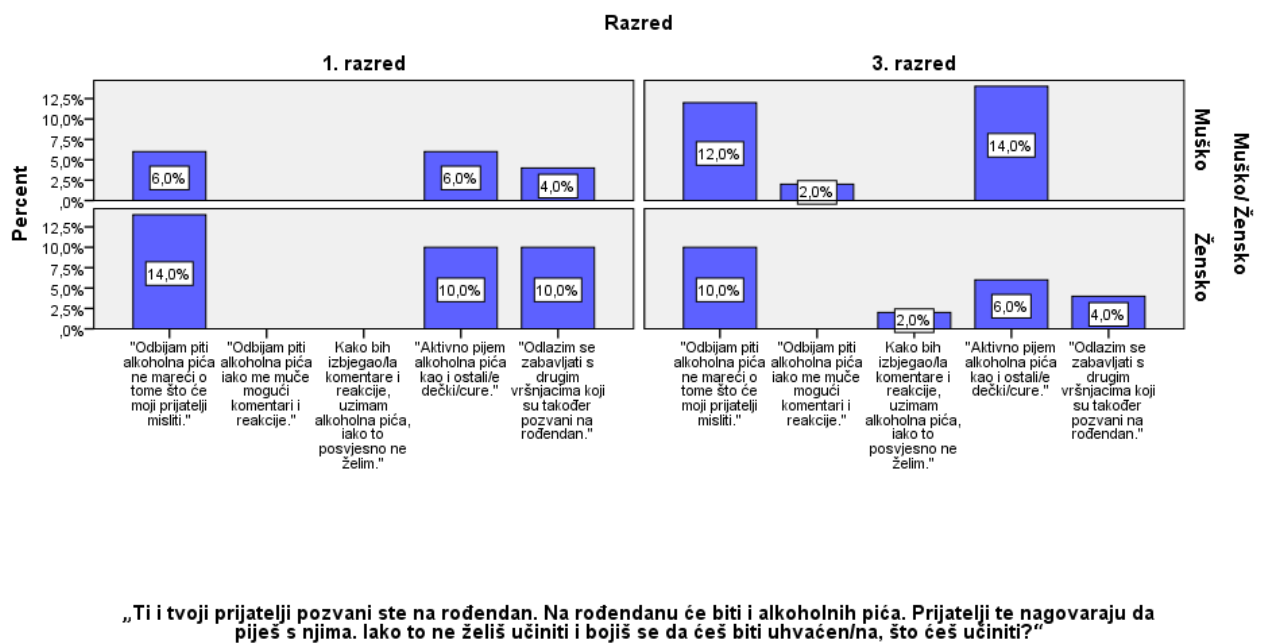 Razred
1. razred
3. razred
12,5%
10,0%
7,5%
5,0%
2,5%
,0%
6,0%
6,0%
4,0%
12,0%
2,0%
14,0%
Muško
12,5%
10,0%
7,5%
5,0%
2,5%
,0%
14,0%
10,0%
10,0%
10,0%
2,0%
6,0%
4,0%
Žensko
Percent
Muško/ Žensko
"Odbijam piti
alkoholna pića
ne mareći o
tome što će
moji prijatelji
misliti."
"Odbijam piti
alkoholna pića
iako me muče
mogući
komentari i
reakcije."
Kako bih
izbjegao/la
komentare i
reakcije,
uzimam
alkoholna pića,
iako to
posvjesno ne
želim."
"Aktivno pijem
alkoholna pića
kao i ostali/e
dečki/cure."
"Odlazim se
zabavljati s
drugim
vršnjacima koji
su također
pozvani na
rođendan."
"Odbijam piti
alkoholna pića
ne mareći o
tome što će
moji prijatelji
misliti."
"Odbijam piti
alkoholna pića
iako me muče
mogući
komentari i
reakcije."
Kako bih
izbjegao/la
komentare i
reakcije,
uzimam
alkoholna pića,
iako to
posvjesno ne
želim."
"Aktivno pijem
alkoholna pića
kao i ostali/e
dečki/cure."
"Odlazim se
zabavljati s
drugim
vršnjacima koji
su također
pozvani na
rođendan."
„Ti i tvoji prijatelji pozvani ste na rođendan. Na rođendanu će biti i alkoholnih pića. Prijatelji te nagovaraju da
piješ s njima. Iako to ne želiš učiniti i bojiš se da ćeš biti uhvaćen/na, što ćeš učiniti?“